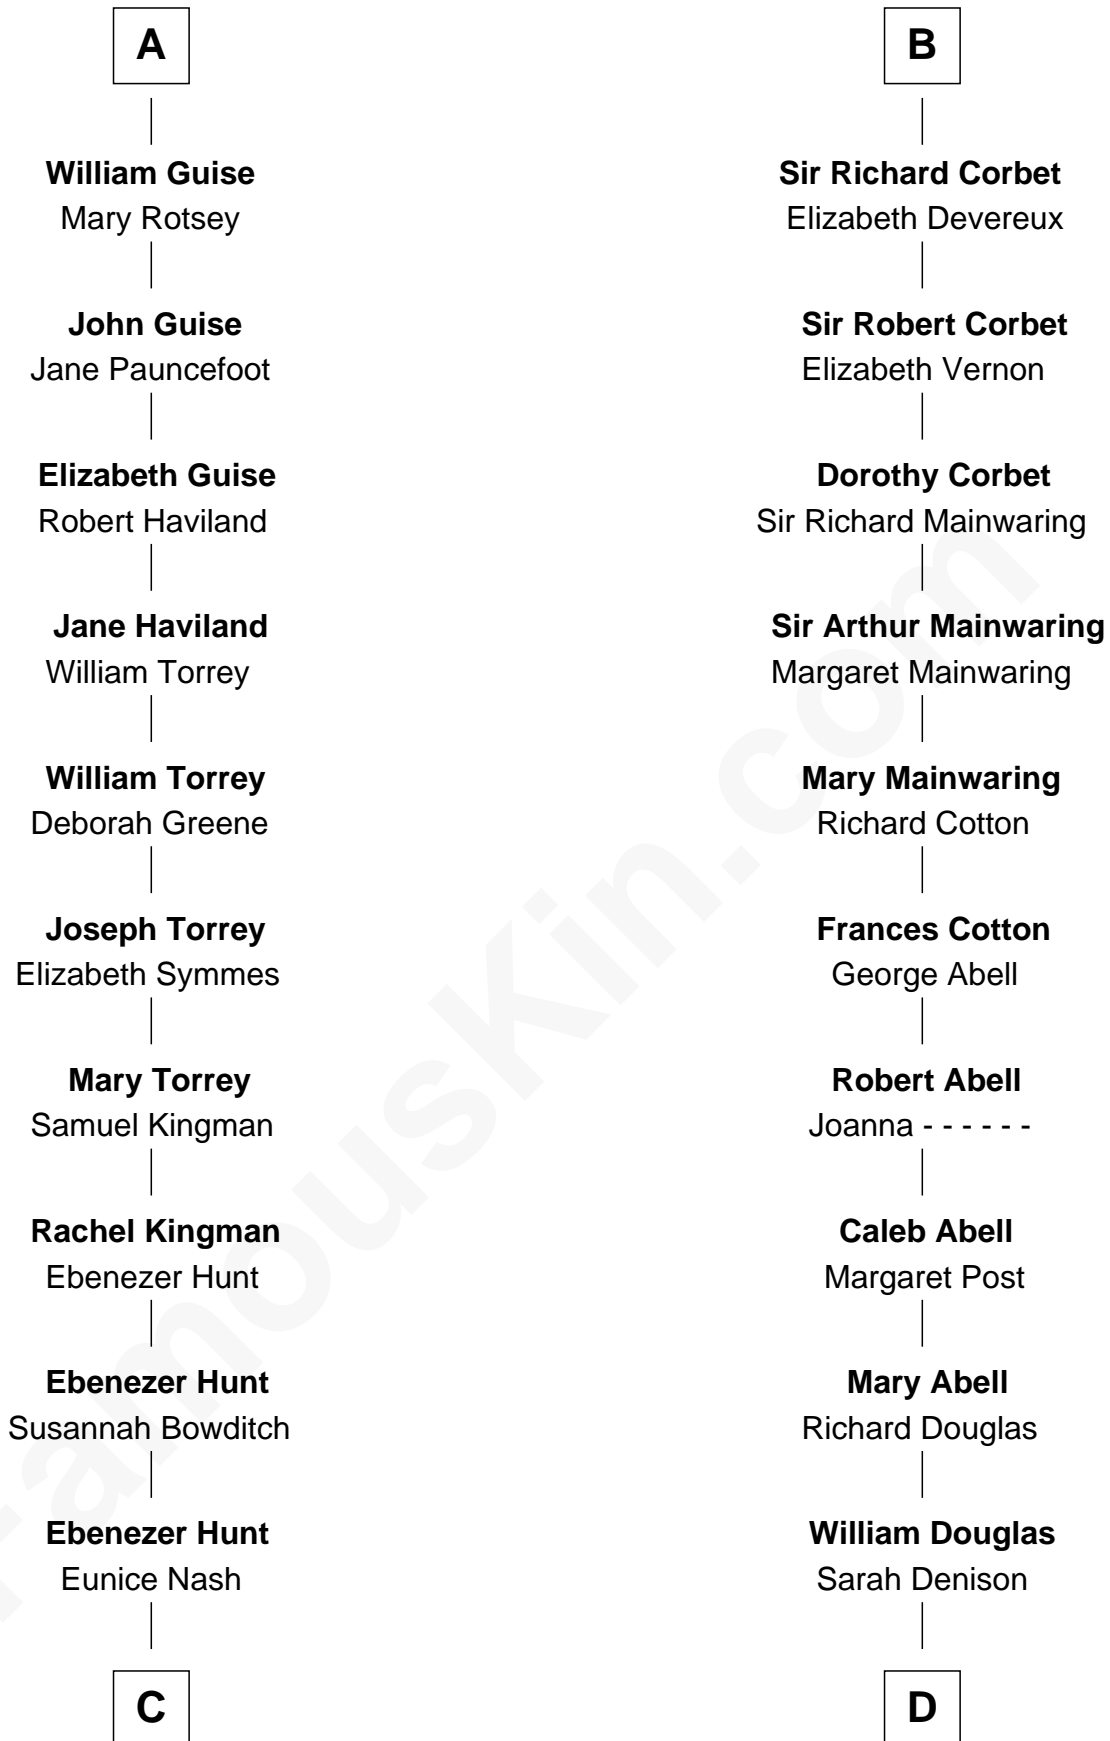 A
William Guise
Mary Rotsey
John Guise
Jane Pauncefoot
Elizabeth Guise
Robert Haviland
Jane Haviland
William Torrey
William Torrey
Deborah Greene
Joseph Torrey
Elizabeth Symmes
Mary Torrey
Samuel Kingman
Rachel Kingman
Ebenezer Hunt
Ebenezer Hunt
Susannah Bowditch
Ebenezer Hunt
Eunice Nash
C
B
Sir Richard Corbet
Elizabeth Devereux
Sir Robert Corbet
Elizabeth Vernon
Dorothy Corbet
Sir Richard Mainwaring
Sir Arthur Mainwaring
Margaret Mainwaring
Mary Mainwaring
Richard Cotton
Frances Cotton
George Abell
Robert Abell
Joanna - - - - - -
Caleb Abell
Margaret Post
Mary Abell
Richard Douglas
William Douglas
Sarah Denison
D
FamousKin.com